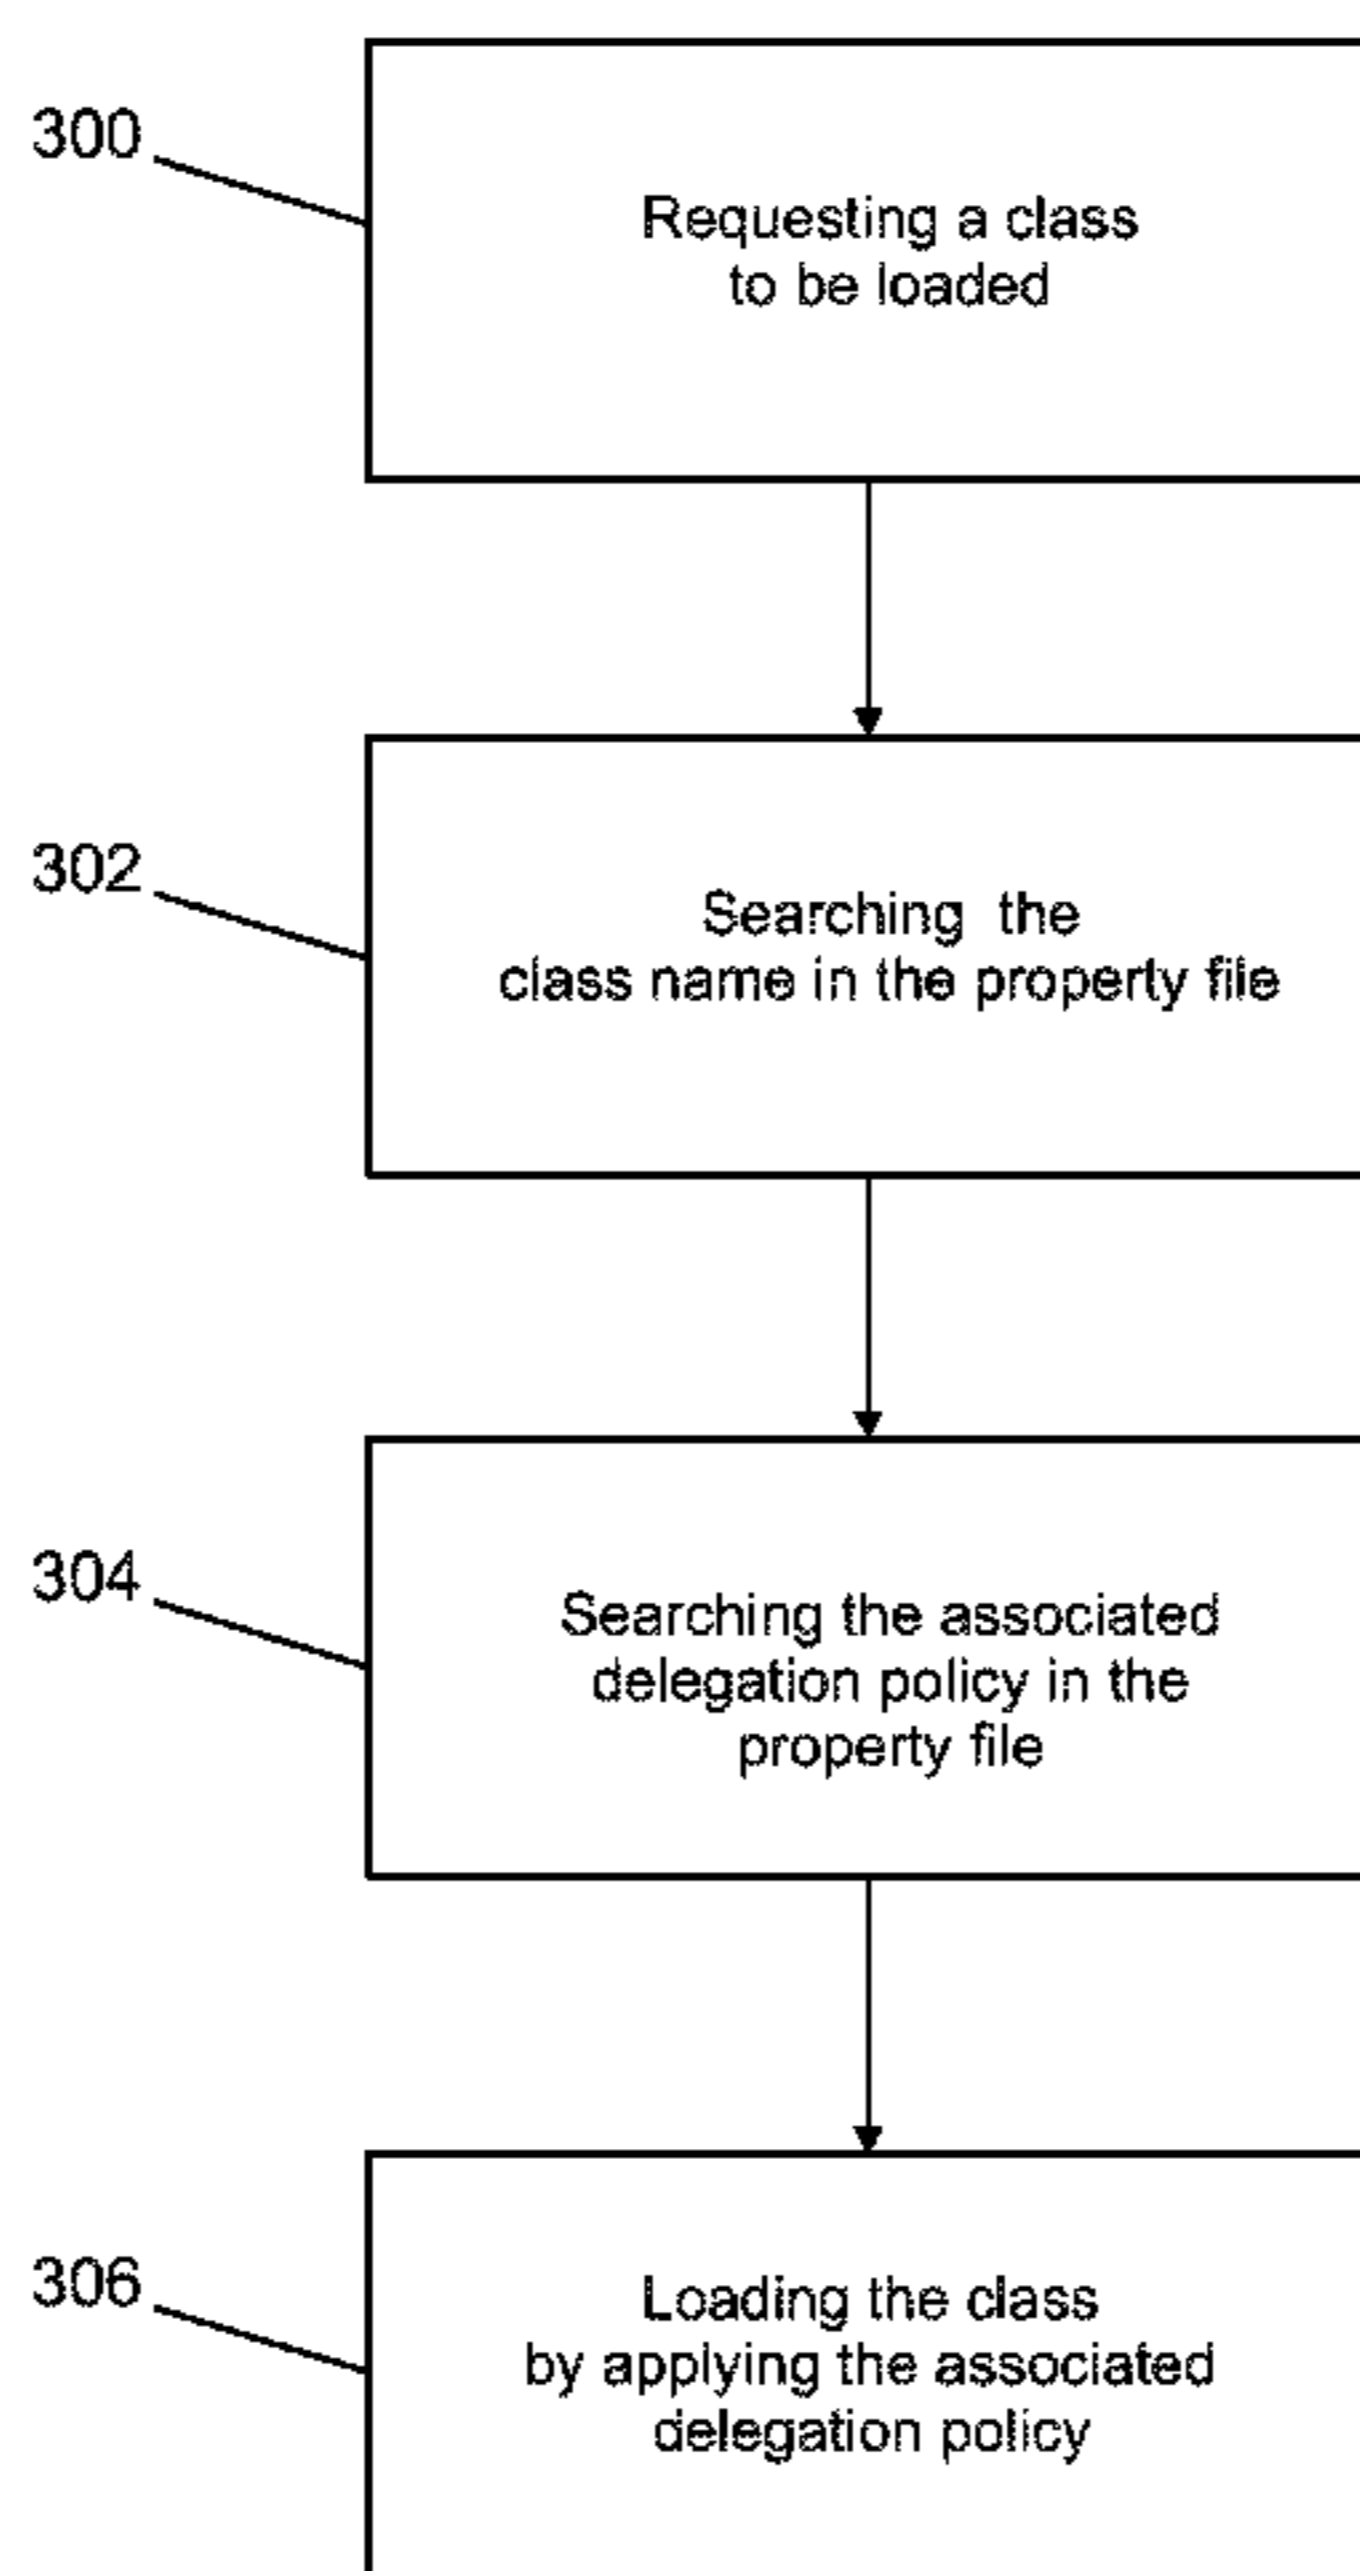 300
Requesting a class
to be loaded
302
Searching the
class name in the property file
304
Searching the associated
delegation policy in the
property file
306
Loading the class
by applying the associated
delegation policy